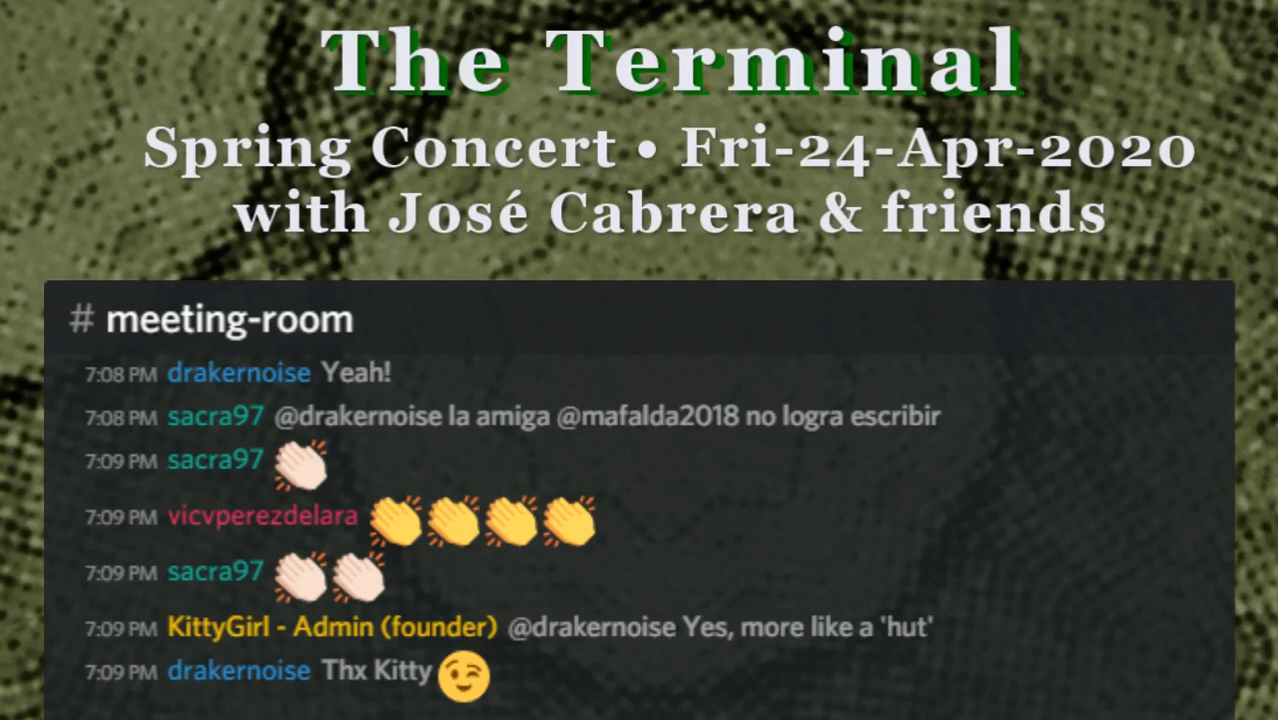 The Terminal
Spring Concert • Fri-24-Apr-2020
with José Cabrera & friends
# meeting-room
7:08 PM drakernoise Yeah!
7:08 PM sacra97 @drakernoise la amiga @mafalda2018 no logra escribir
7:09 PM sacra97 👏🏻
7:09 PM vicvperezdelara 👏👏👏👏
7:09 PM sacra97 👏🏻👏🏻
7:09 PM KittyGirl - Admin (founder) @drakernoise Yes, more like a 'hut'
7:09 PM drakernoise Thx Kitty 😉